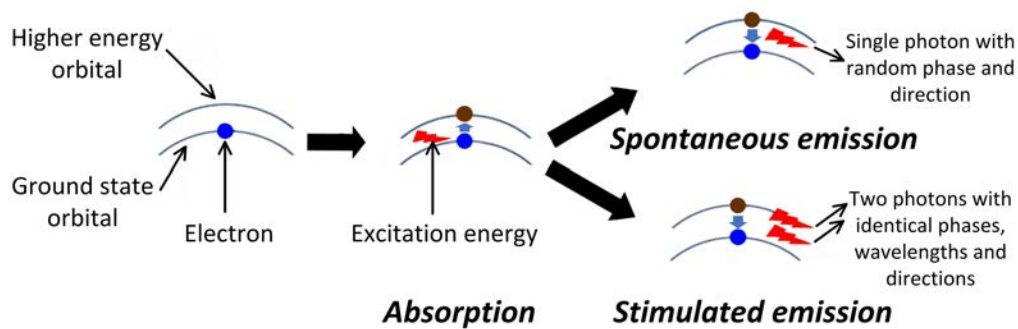 Higher energy
orbital
Ground state
orbital
Electron
Excitation energy
Absorption
Single photon with
random phase and
direction
Spontaneous emission
Two photons with
identical phases,
wavelengths and
directions
Stimulated emission